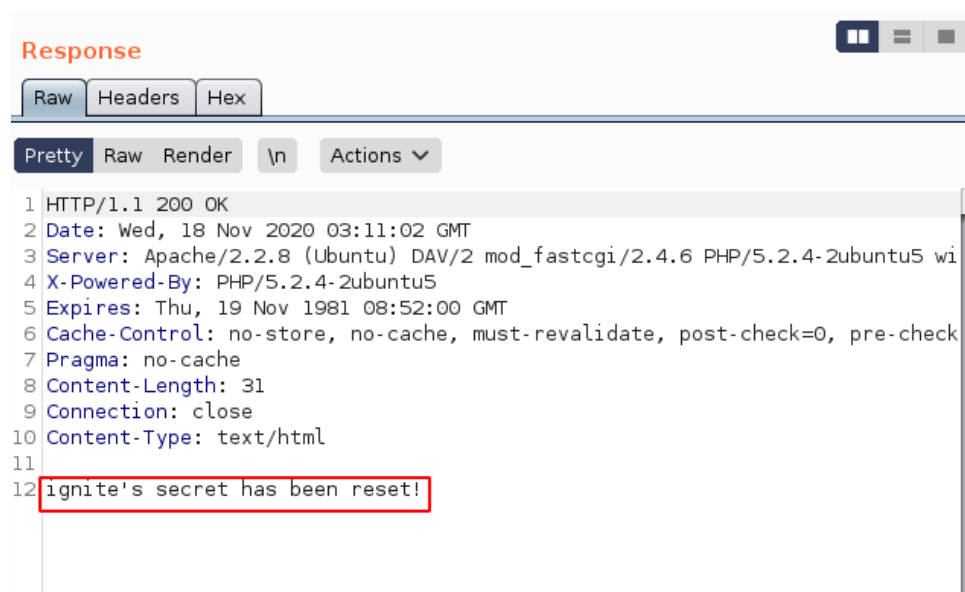 Response
Raw Headers Hex
Pretty Raw Render \n Actions
1 HTTP/1.1 200 OK
2 Date: Wed, 18 Nov 2020 03:11:02 GMT
3 Server: Apache/2.2.8 (Ubuntu) DAV/2 mod_fastcgi/2.4.6 PHP/5.2.4-2ubuntu5 wi
4 X-Powered-By: PHP/5.2.4-2ubuntu5
5 Expires: Thu, 19 Nov 1981 08:52:00 GMT
6 Cache-Control: no-store, no-cache, must-revalidate, post-check=0, pre-check
7 Pragma: no-cache
8 Content-Length: 31
9 Connection: close
10 Content-Type: text/html
11
12 ignite's secret has been reset!